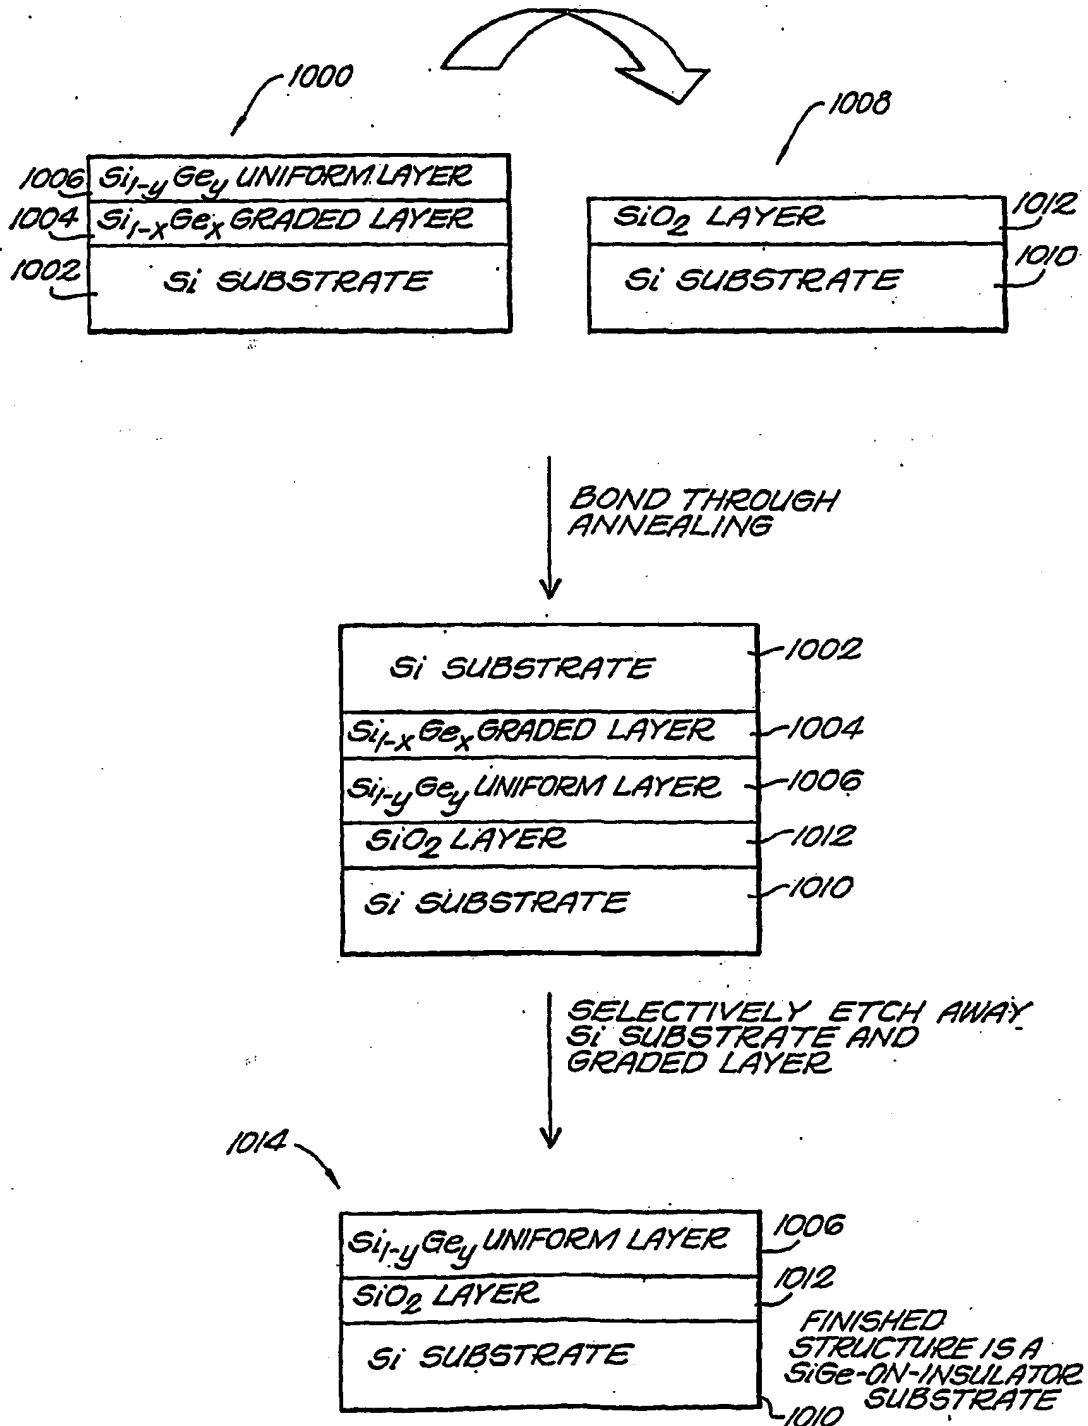 1000
1008
1006 Si1-yGey UNIFORM LAYER
1004 Si1-xGex GRADED LAYER
1002 Si SUBSTRATE
SiO2 LAYER 1012
Si SUBSTRATE 1010
BOND THROUGH
ANNEALING
Si SUBSTRATE 1002
Si1-xGex GRADED LAYER 1004
Si1-yGey UNIFORM LAYER 1006
SiO2 LAYER 1012
Si SUBSTRATE 1010
SELECTIVELY ETCH AWAY
Si SUBSTRATE AND
GRADED LAYER
1014
Si1-yGey UNIFORM LAYER 1006
SiO2 LAYER 1012
Si SUBSTRATE
1010
FINISHED
STRUCTURE IS A
SiGe-ON-INSULATOR
SUBSTRATE